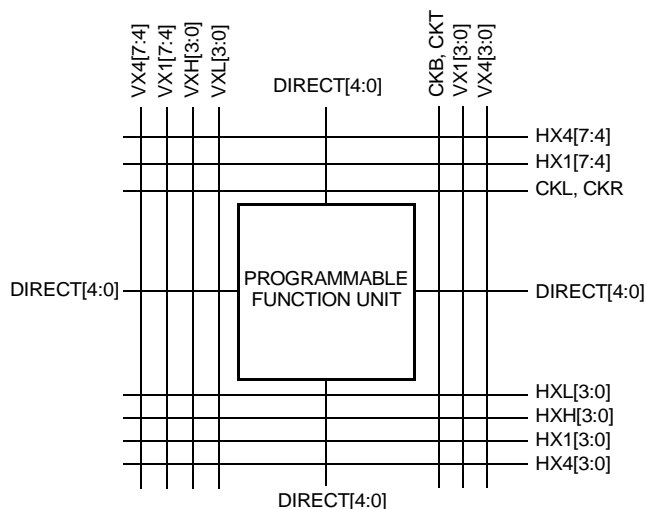 VX4[7:4]
VX1[7:4]
VXH[3:0]
VXL[3:0]
DIRECT[4:0]
CKB, CKT
VX1[3:0]
VX4[3:0]
HX4[7:4]
HX1[7:4]
CKL, CKR
DIRECT[4:0]
PROGRAMMABLE
FUNCTION UNIT
DIRECT[4:0]
HXL[3:0]
HXH[3:0]
HX1[3:0]
HX4[3:0]
DIRECT[4:0]